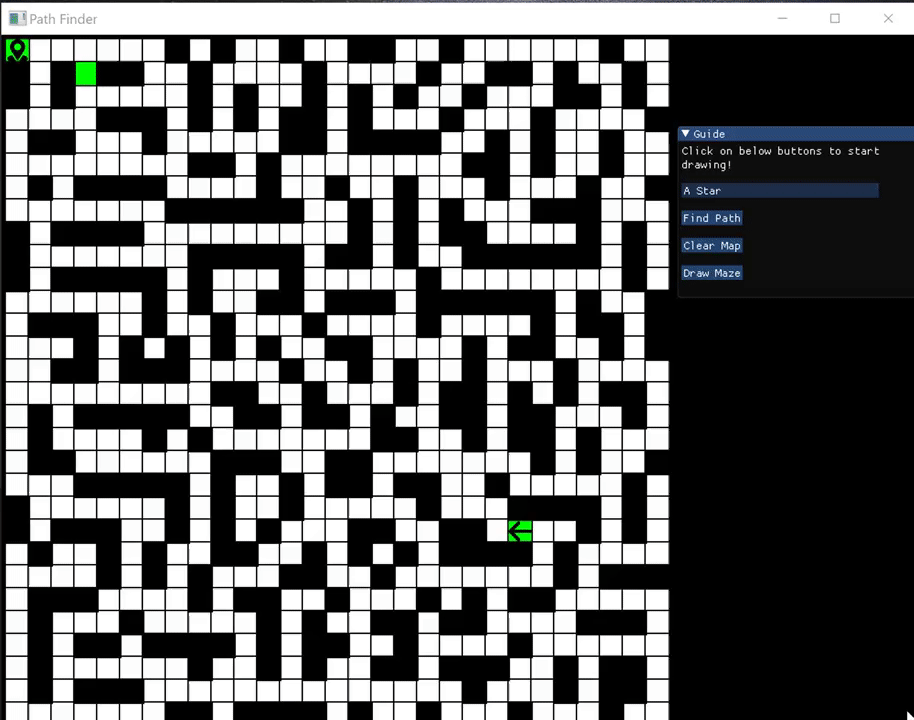 Path Finder
Guide
Click on below buttons to start
drawing!
A Star
Find Path
Clear Map
Draw Maze